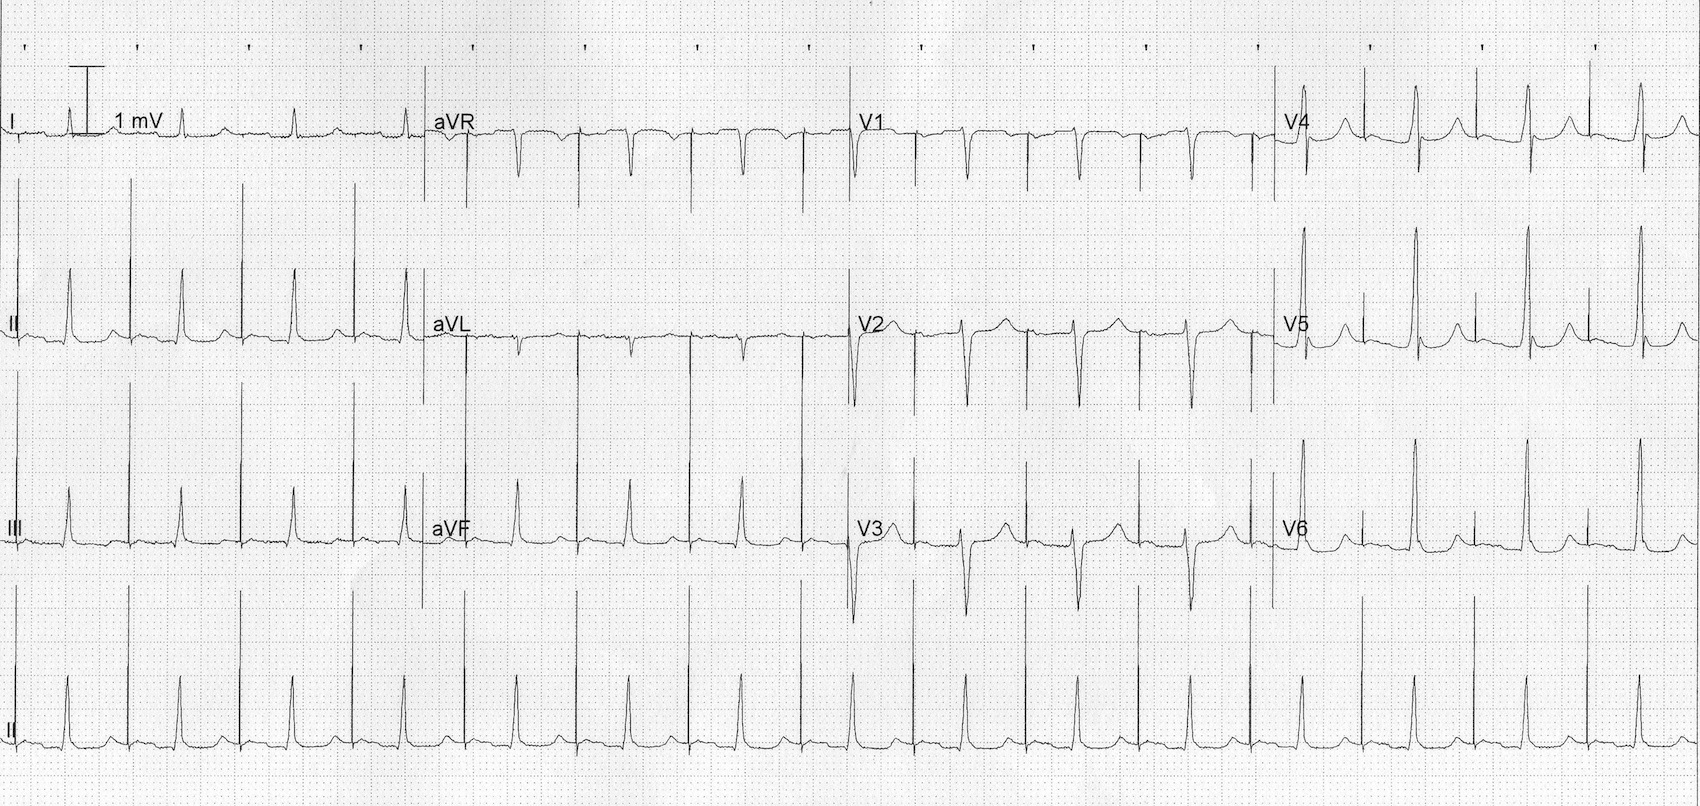 I 1 mV aVR V1 V4
II aVL V2 V5
III aVF V3 V6
II